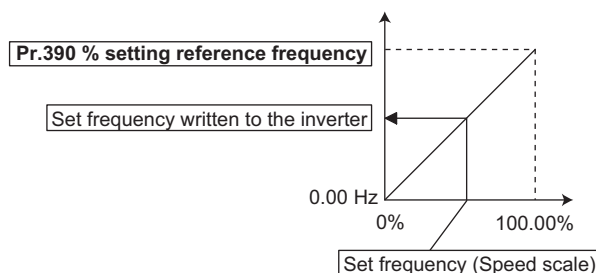 Pr.390 % setting reference frequency
Set frequency written to the inverter
0.00 Hz
0%
100.00%
Set frequency (Speed scale)